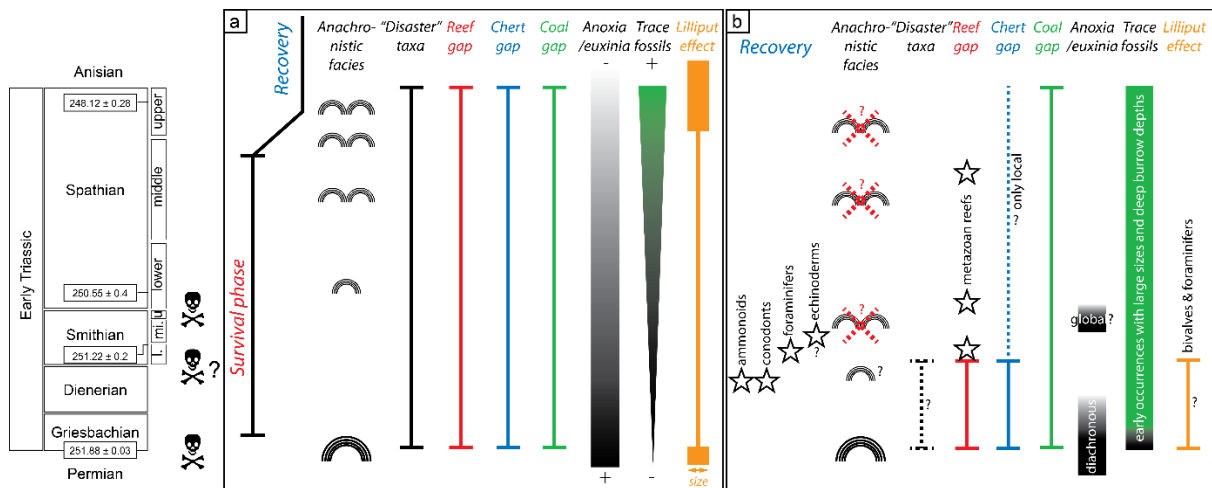 Anisian
Early Triassic
248.12 ± 0.28
Spathian
250.55 ± 0.4
Smithian
251.22 ± 0.2
Dienerian
Griesbachian
251.88 ± 0.03
Permian
upper
middle
lower
u
mi.
l.
?
a
Recovery
Survival phase
Anachro-
nistic
facies
"Disaster"
taxa
Reef
gap
Chert
gap
Coal
gap
Anoxia
/euxinia
-
+
Trace
fossils
+
-
Lilliput
effect
size
b
Recovery
ammonoids
conodonts
foraminifers
echinoderms
?
Anachro-
nistic
facies
?
?
?
?
"Disaster"
taxa
?
Reef
gap
metazoan reefs
Chert
gap
only local
?
Coal
gap
Anoxia
/euxinia
global
?
diachronous
Trace
fossils
early occurrences with large sizes and deep burrow depths
Lilliput
effect
bivalves & foraminifers
?